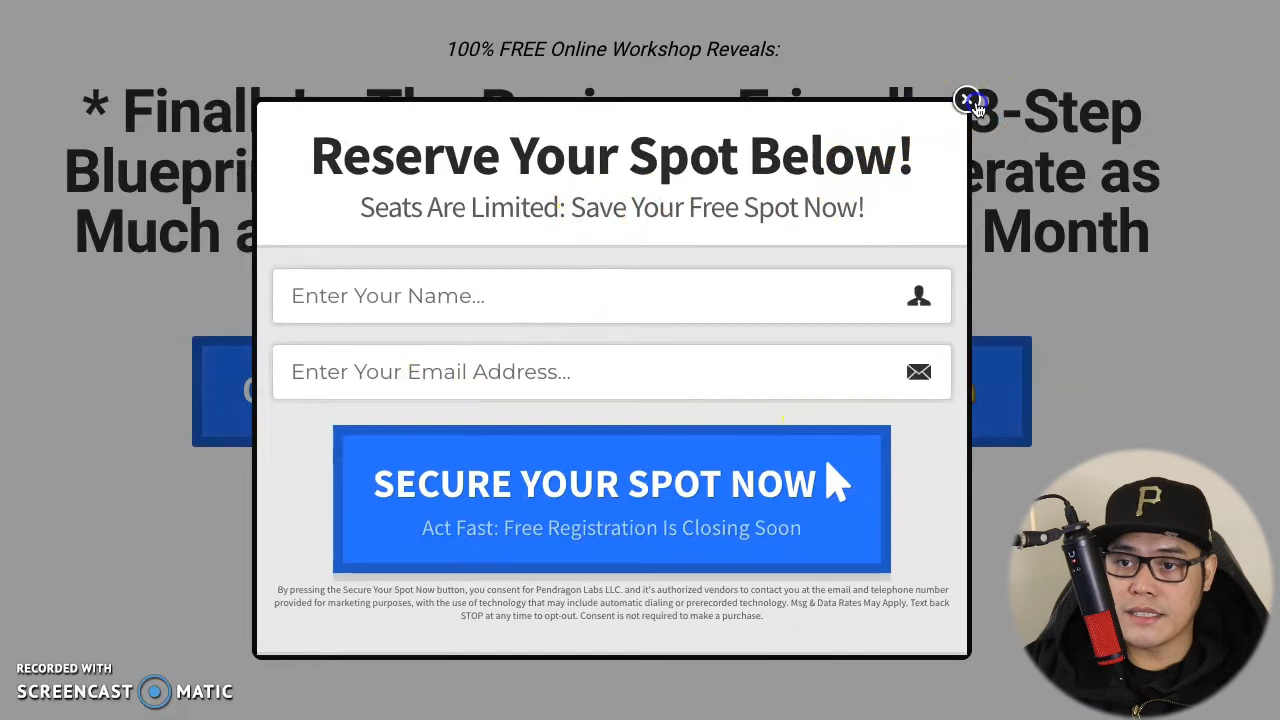 100% FREE Online Workshop Reveals:
* Finall 3-Step
Bluepri erate as
Much a Month
Reserve Your Spot Below!
Seats Are Limited: Save Your Free Spot Now!
Enter Your Name...
Enter Your Email Address...
SECURE YOUR SPOT NOW
Act Fast: Free Registration Is Closing Soon
By pressing the Secure Your Spot Now button, you consent for Pendragon Labs LLC. and it's authorized vendors to contact you at the email and telephone number
provided for marketing purposes, with the use of technology that may include automatic dialing or prerecorded technology. Msg & Data Rates May Apply. Text back
STOP at any time to opt-out. Consent is not required to make a purchase.
P
RECORDED WITH
SCREENCAST MATIC